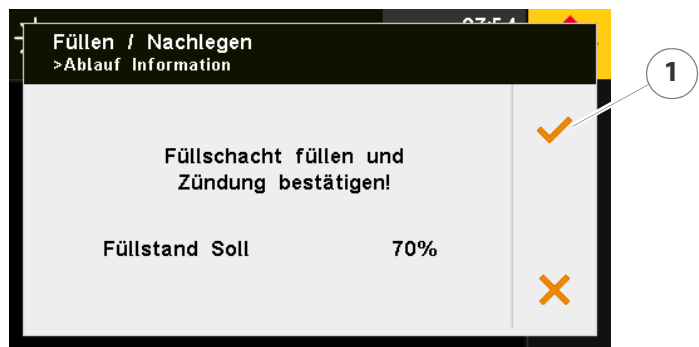 Füllen / Nachlegen
>Ablauf Information
1
Füllschacht füllen und
Zündung bestätigen!
Füllstand Soll 70%